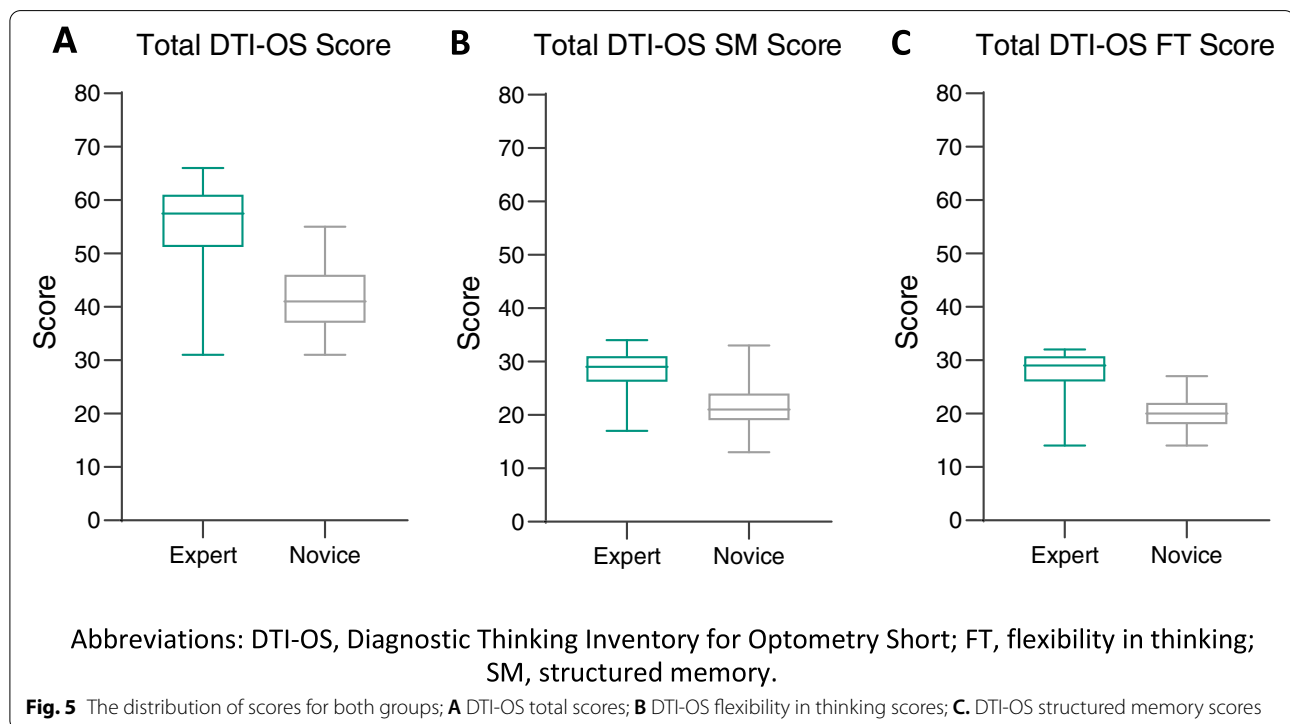 A Total DTI-OS Score
B Total DTI-OS SM Score
C Total DTI-OS FT Score
Score
80
70
60
50
40
30
20
10
0
Expert Novice
Score
80
70
60
50
40
30
20
10
0
Expert Novice
Score
80
70
60
50
40
30
20
10
0
Expert Novice
Abbreviations: DTI-OS, Diagnostic Thinking Inventory for Optometry Short; FT, flexibility in thinking;
SM, structured memory.
Fig. 5 The distribution of scores for both groups; A DTI-OS total scores; B DTI-OS flexibility in thinking scores; C. DTI-OS structured memory scores